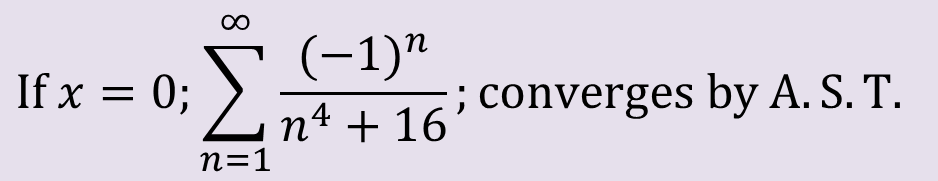 If x = 0; ∑_{n=1}^{∞} (−1)^n / (n^4 + 16); converges by A. S. T.